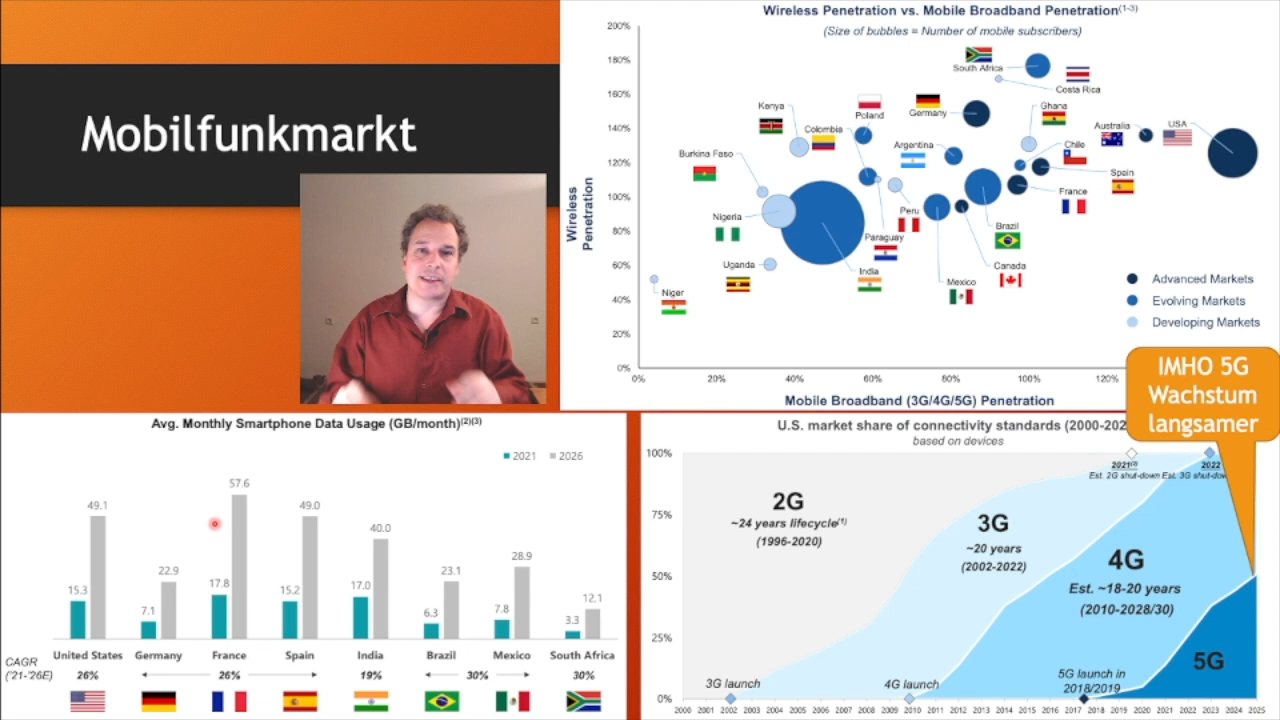 Mobilfunkmarkt
Wireless Penetration vs. Mobile Broadband Penetration(1-3)
(Size of bubbles = Number of mobile subscribers)
200%
180%
160%
140%
120%
100%
80%
60%
40%
20%
0%
Wireless
Penetration
South Africa
Costa Rica
Kenya
Poland
Germany
Ghana
Colombia
Australia
USA
Argentina
Chile
Burkina Faso
Spain
France
Nigeria
Peru
Brazil
Paraguay
Uganda
India
Canada
Mexico
Niger
Advanced Markets
Evolving Markets
Developing Markets
0% 20% 40% 60% 80% 100% 120%
Mobile Broadband (3G/4G/5G) Penetration
IMHO 5G
Wachstum
langsamer
Avg. Monthly Smartphone Data Usage (GB/month)(2)(3)
2021 2026
15.3 49.1 7.1 22.9 17.8 57.6 15.2 49.0 17.0 40.0 6.3 23.1 7.8 28.9 3.3 12.1
United States Germany France Spain India Brazil Mexico South Africa
CAGR
('21-'26E)
26% 26% 19% 30% 30%
U.S. market share of connectivity standards (2000-202
based on devices
100%
75%
50%
25%
0%
2021(2)
Est. 2G shut-down
2022
Est. 3G shut-dow
2G
~24 years lifecycle(1)
(1996-2020)
3G
~20 years
(2002-2022)
4G
Est. ~18-20 years
(2010-2028/30)
5G
3G launch
4G launch
5G launch in
2018/2019
2000 2001 2002 2003 2004 2005 2006 2007 2008 2009 2010 2011 2012 2013 2014 2015 2016 2017 2018 2019 2020 2021 2022 2023 2024 2025